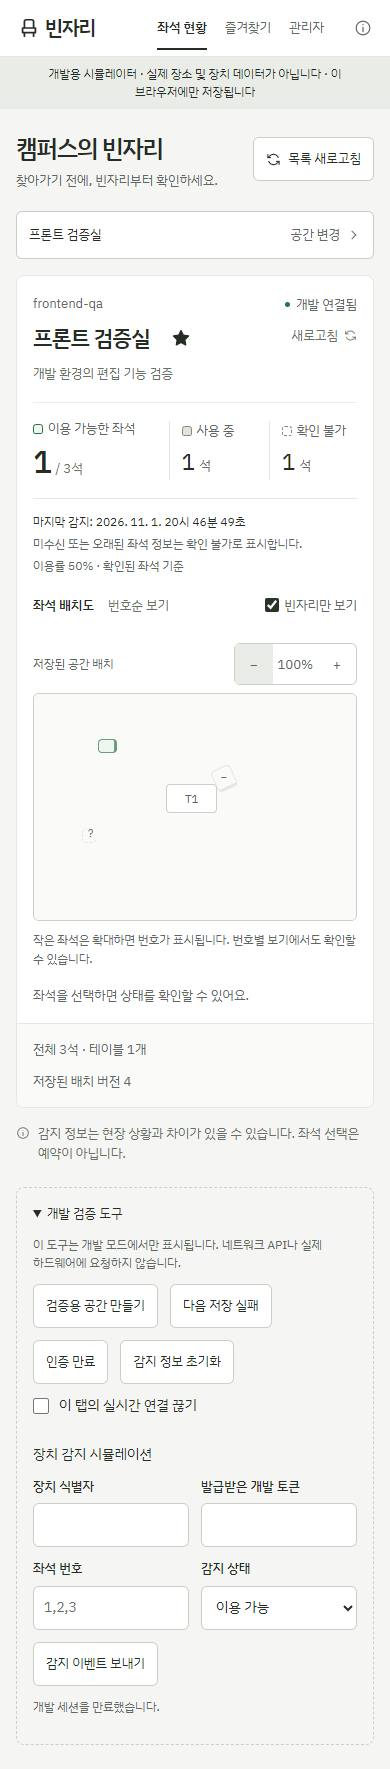 빈자리
좌석 현황 즐겨찾기 관리자
개발용 시뮬레이터 · 실제 장소 및 장치 데이터가 아닙니다 · 이
브라우저에만 저장됩니다
캠퍼스의 빈자리
찾아가기 전에, 빈자리부터 확인하세요.
목록 새로고침
프론트 검증실 공간 변경
frontend-qa
개발 연결됨
프론트 검증실
새로고침
개발 환경의 편집 기능 검증
이용 가능한 좌석 사용 중 확인 불가
1 / 3석 1 석 1 석
마지막 감지: 2026. 11. 1. 20시 46분 49초
미수신 또는 오래된 좌석 정보는 확인 불가로 표시합니다.
이용률 50% · 확인된 좌석 기준
좌석 배치도 번호순 보기 빈자리만 보기
저장된 공간 배치 − 100% +
−
T1
?
작은 좌석은 확대하면 번호가 표시됩니다. 번호별 보기에서도 확인할
수 있습니다.
좌석을 선택하면 상태를 확인할 수 있어요.
전체 3석 · 테이블 1개
저장된 배치 버전 4
감지 정보는 현장 상황과 차이가 있을 수 있습니다. 좌석 선택은
예약이 아닙니다.
▼ 개발 검증 도구
이 도구는 개발 모드에서만 표시됩니다. 네트워크 API나 실제
하드웨어에 요청하지 않습니다.
검증용 공간 만들기 다음 저장 실패
인증 만료 감지 정보 초기화
이 탭의 실시간 연결 끊기
장치 감지 시뮬레이션
장치 식별자 발급받은 개발 토큰
좌석 번호 감지 상태
1,2,3 이용 가능
감지 이벤트 보내기
개발 세션을 만료했습니다.